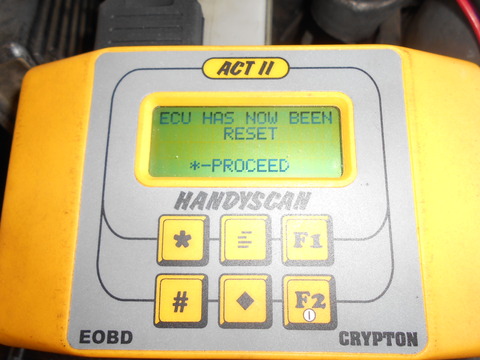 ACT II
ECU HAS NOW BEEN
RESET
*-PROCEED
HANDYSCAN
* F1
# F2
EOBD CRYPTON